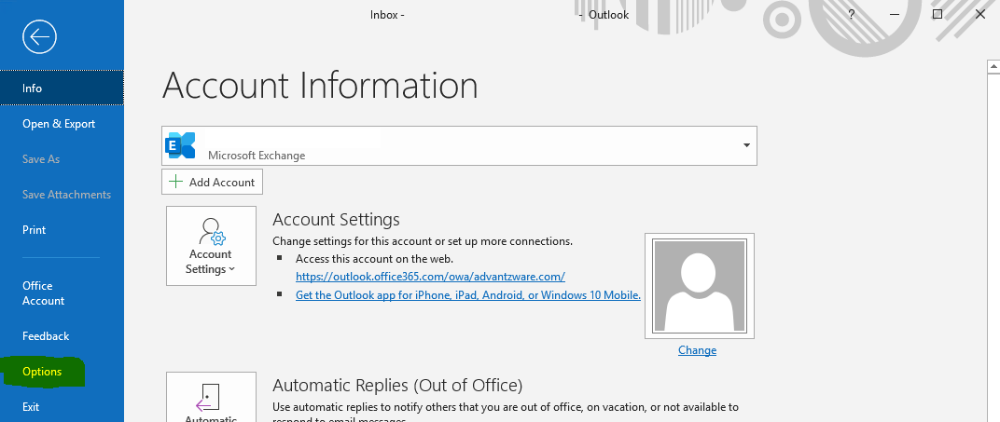 Inbox - - Outlook
?
Info
Open & Export
Save As
Save Attachments
Print
Office
Account
Feedback
Options
Exit
Account Information
E
Microsoft Exchange
Add Account
Account
Settings
Account Settings
Change settings for this account or set up more connections.
Access this account on the web.
https://outlook.office365.com/owa/advantzware.com/
Get the Outlook app for iPhone, iPad, Android, or Windows 10 Mobile.
Change
Automatic
Automatic Replies (Out of Office)
Use automatic replies to notify others that you are out of office, on vacation, or not available to
respond to email messages.